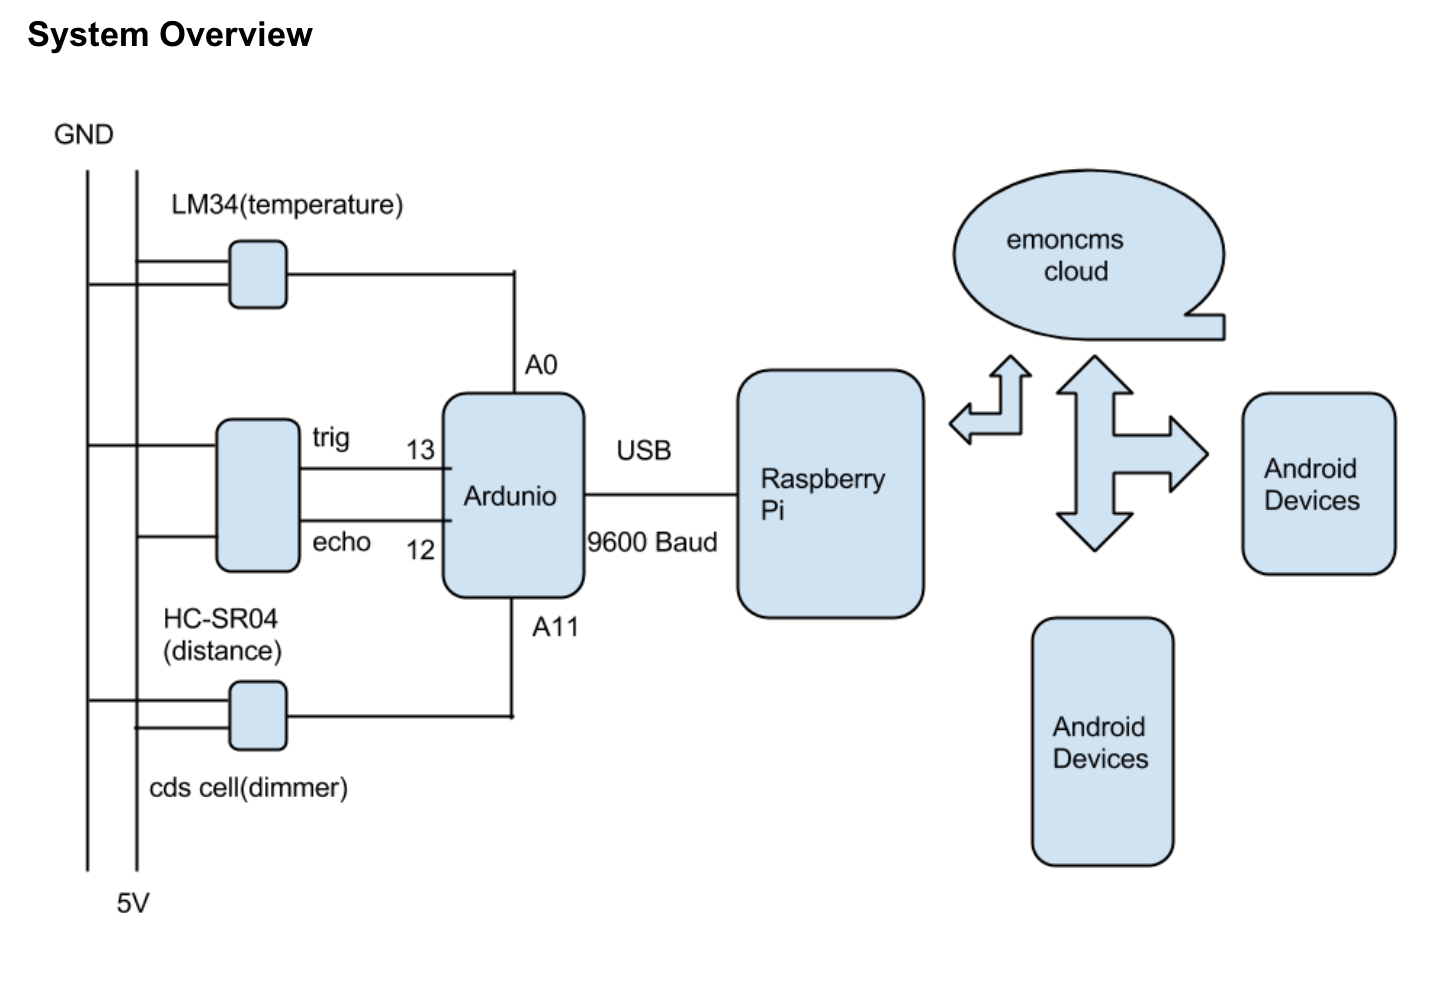 System Overview
GND
LM34(temperature)
emoncms
cloud
A0
trig
13
USB
Ardunio
Raspberry
Pi
Android
Devices
echo
12
9600 Baud
HC-SR04
(distance)
A11
Android
Devices
cds cell(dimmer)
5V